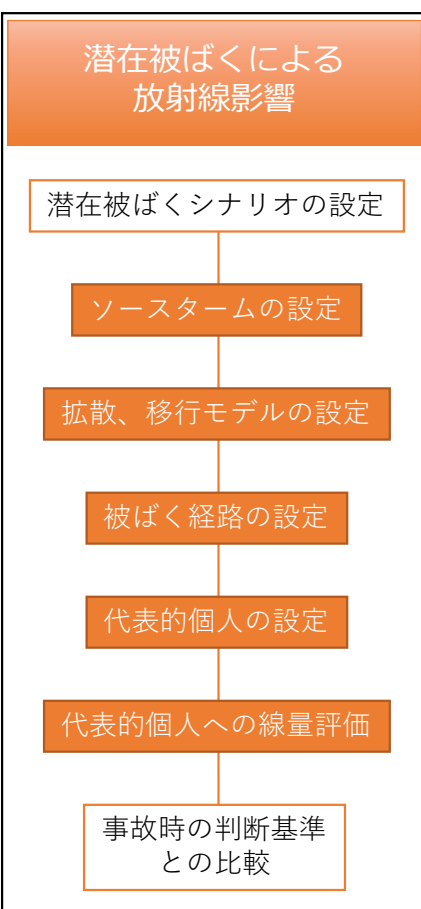 潜在被ばくによる
放射線影響
潜在被ばくシナリオの設定
ソースタームの設定
拡散、移行モデルの設定
被ばく経路の設定
代表的個人の設定
代表的個人への線量評価
事故時の判断基準
との比較